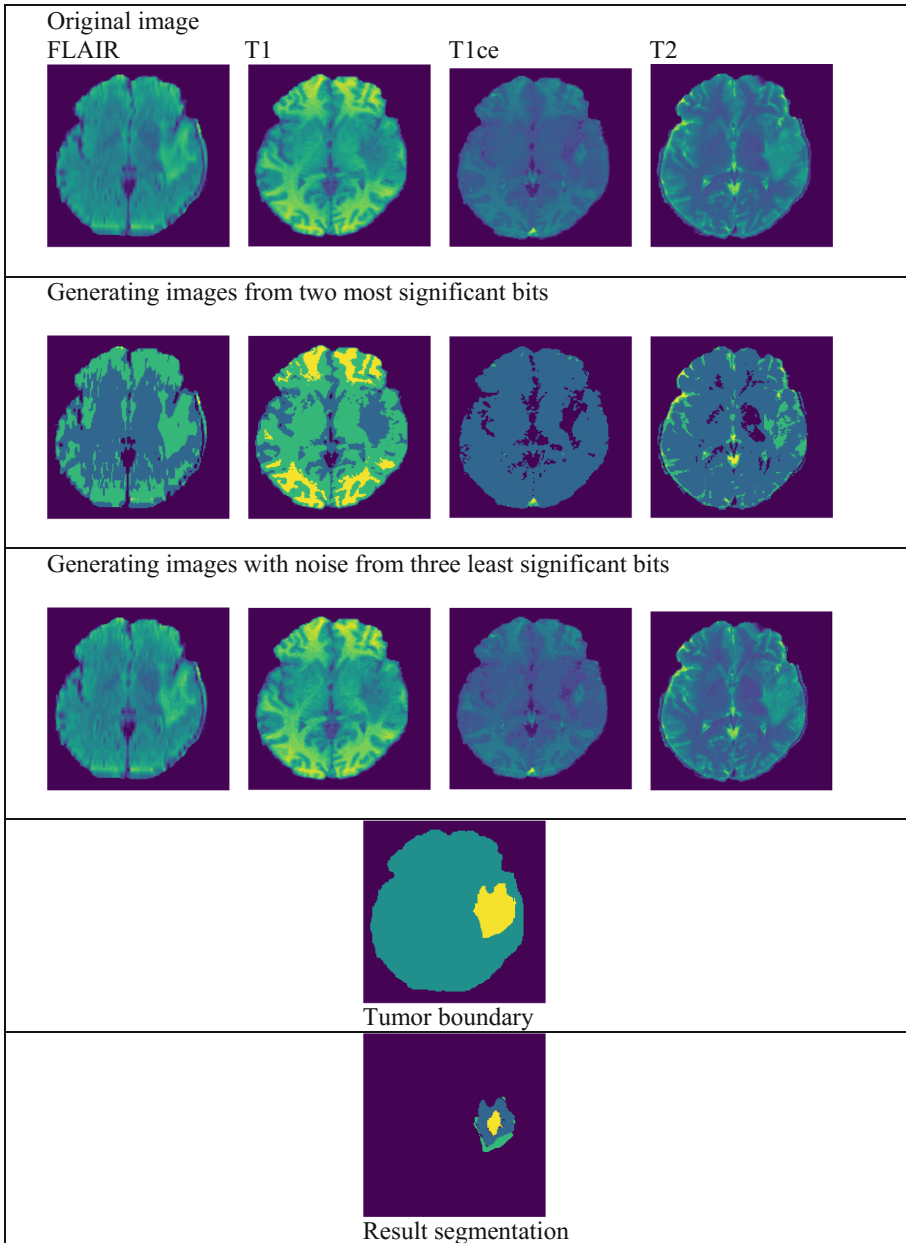 Original image
FLAIR T1 T1ce T2
Generating images from two most significant bits
Generating images with noise from three least significant bits
Tumor boundary
Result segmentation